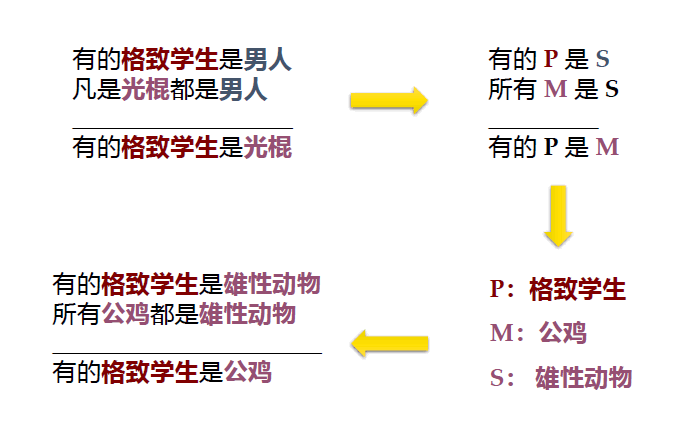 有的格致学生是男人
凡是光棍都是男人
有的格致学生是光棍
有的 P 是 S
所有 M 是 S
有的 P 是 M
P：格致学生
M：公鸡
S：雄性动物
有的格致学生是雄性动物
所有公鸡都是雄性动物
有的格致学生是公鸡